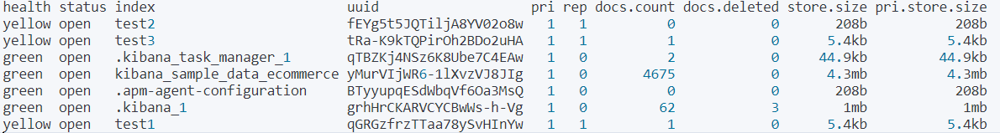 health status index uuid pri rep docs.count docs.deleted store.size pri.store.size
yellow open test2 fEYg5t5JQTiljA8YV02o8w 1 1 0 0 208b 208b
yellow open test3 tRa-K9kTQPirOh2BDo2uHA 1 1 1 0 5.4kb 5.4kb
green open .kibana_task_manager_1 qTBZKj4NSz6K8Ube7C4EAw 1 0 2 0 44.9kb 44.9kb
green open kibana_sample_data_ecommerce yMurVIjWR6-1lXvzVJ8JIg 1 0 4675 0 4.3mb 4.3mb
green open .apm-agent-configuration BTyyupqESdWbqVf6Oa3MsQ 1 0 0 0 208b 208b
green open .kibana_1 grhHrCKARVCYCBwWs-h-Vg 1 0 62 3 1mb 1mb
yellow open test1 qGRGzfrzTTaa78ySvHInYw 1 1 1 0 5.4kb 5.4kb